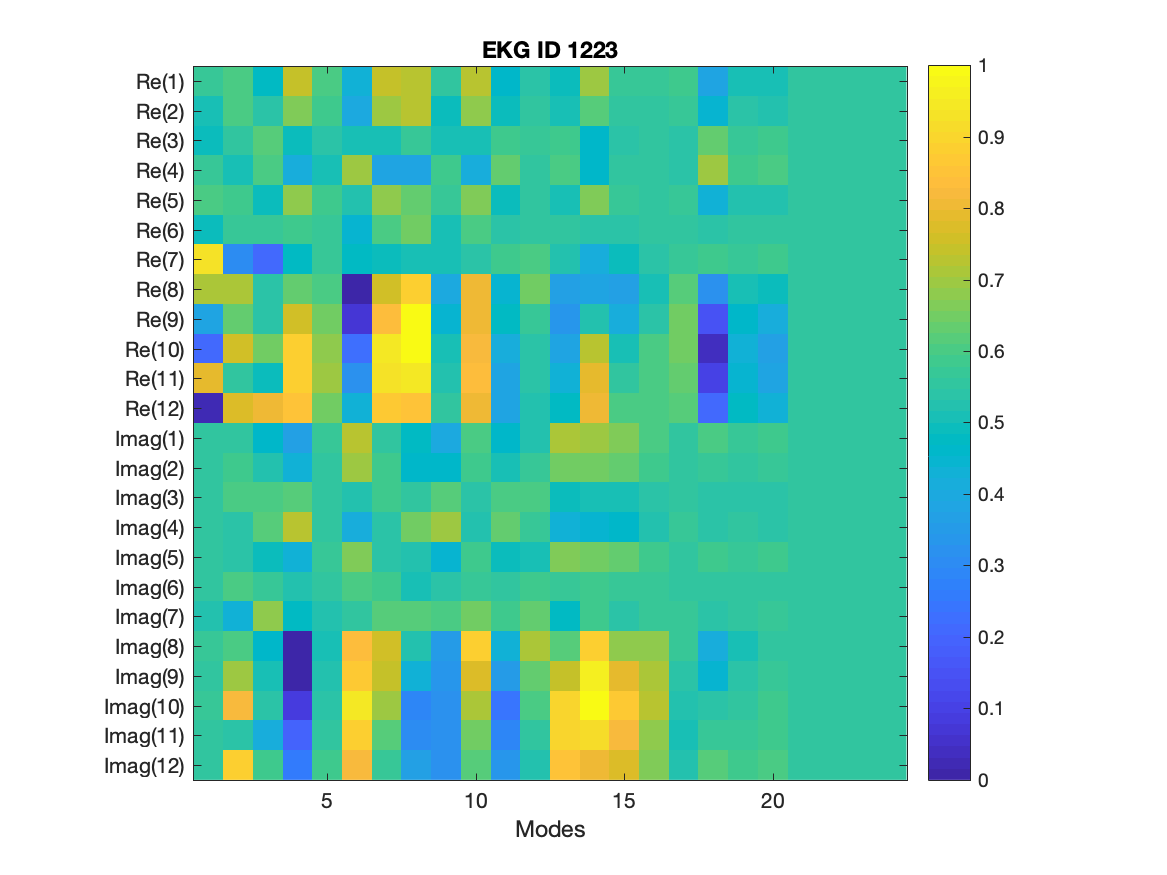 EKG ID 1223
Re(1)
Re(2)
Re(3)
Re(4)
Re(5)
Re(6)
Re(7)
Re(8)
Re(9)
Re(10)
Re(11)
Re(12)
Imag(1)
Imag(2)
Imag(3)
Imag(4)
Imag(5)
Imag(6)
Imag(7)
Imag(8)
Imag(9)
Imag(10)
Imag(11)
Imag(12)
5 10 15 20
Modes
1
0.9
0.8
0.7
0.6
0.5
0.4
0.3
0.2
0.1
0